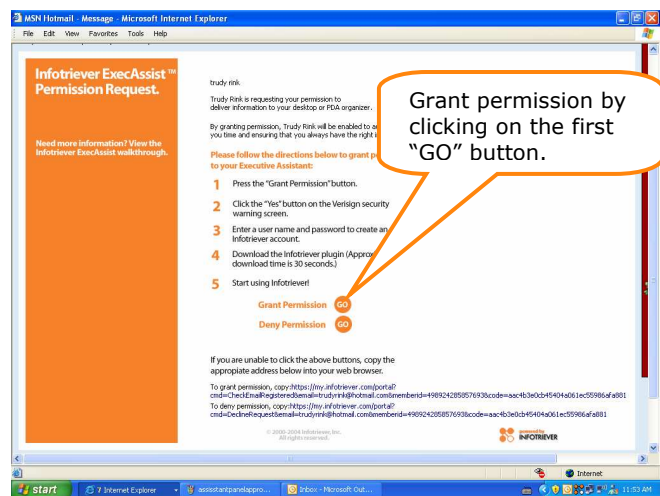 MSN Hotmail - Message - Microsoft Internet Explorer
File Edit View Favorites Tools Help
Infotriever ExecAssist ™
Permission Request.
Need more information? View the
Infotriever ExecAssist walkthrough.
trudy rink.
Trudy Rink is requesting your permission to
deliver information to your desktop or PDA organizer.
By granting permission, Trudy Rink will be enabled to
you time and ensuring that you always have the right
Please follow the directions below to grant
to your Executive Assistant:
1 Press the "Grant Permission" button.
2 Click the "Yes" button on the Verisign security
warning screen.
3 Enter a user name and password to create an
Infotriever account.
4 Download the Infotriever plugin (Approx
download time is 30 seconds.)
5 Start using Infotriever!
Grant Permission GO
Deny Permission GO
Grant permission by
clicking on the first
“GO” button.
If you are unable to click the above buttons, copy the
appropiate address below into your web browser.
To grant permission, copy:https://my.infotriever.com/portal?
cmd=CheckEmailRegistered&email=trudyrink@hotmail.com&memberid=4989242858576938&code=aac4b3e0cb45404a061ec55986afa881
To deny permission, copy:https://my.infotriever.com/portal?
cmd=DeclineRequest&email=trudyrink@hotmail.com&memberid=4989242858576938&code=aac4b3e0cb45404a061ec55986afa881
© 2000-2004 Infotriever, Inc.
All rights reserved.
powered by
INFOTRIEVER
Internet
start
7 Internet Explorer
assisstantpanelappro...
Inbox - Microsoft Out...
11:53 AM